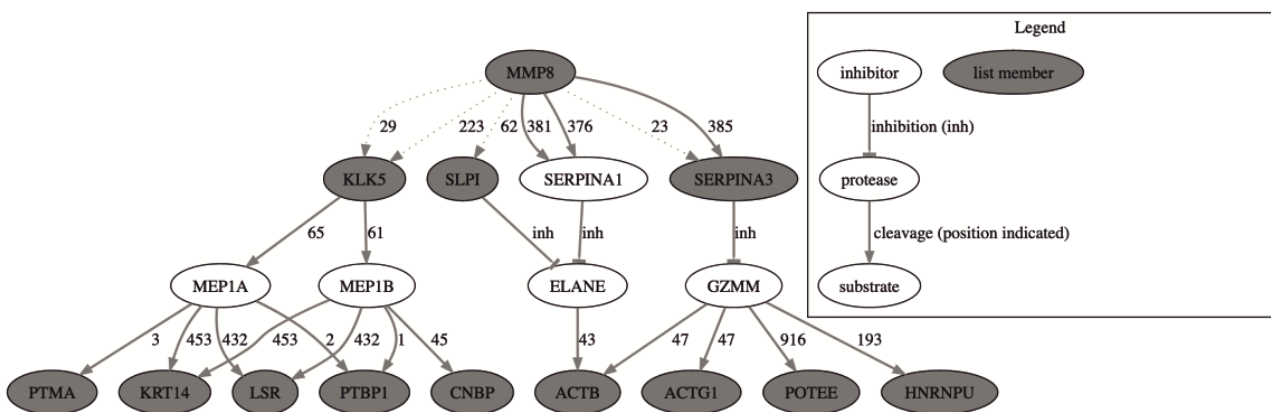 Legend
MMP8
inhibitor
list member
29
223
62
381
376
23
385
inhibition (inh)
KLK5
SLPI
SERPINA1
SERPINA3
protease
65
61
inh
inh
inh
cleavage (position indicated)
MEP1A
MEP1B
ELANE
GZMM
substrate
3
453
432
453
2
432
1
45
43
47
47
916
193
PTMA
KRT14
LSR
PTBP1
CNBP
ACTB
ACTG1
POTEE
HNRNPU